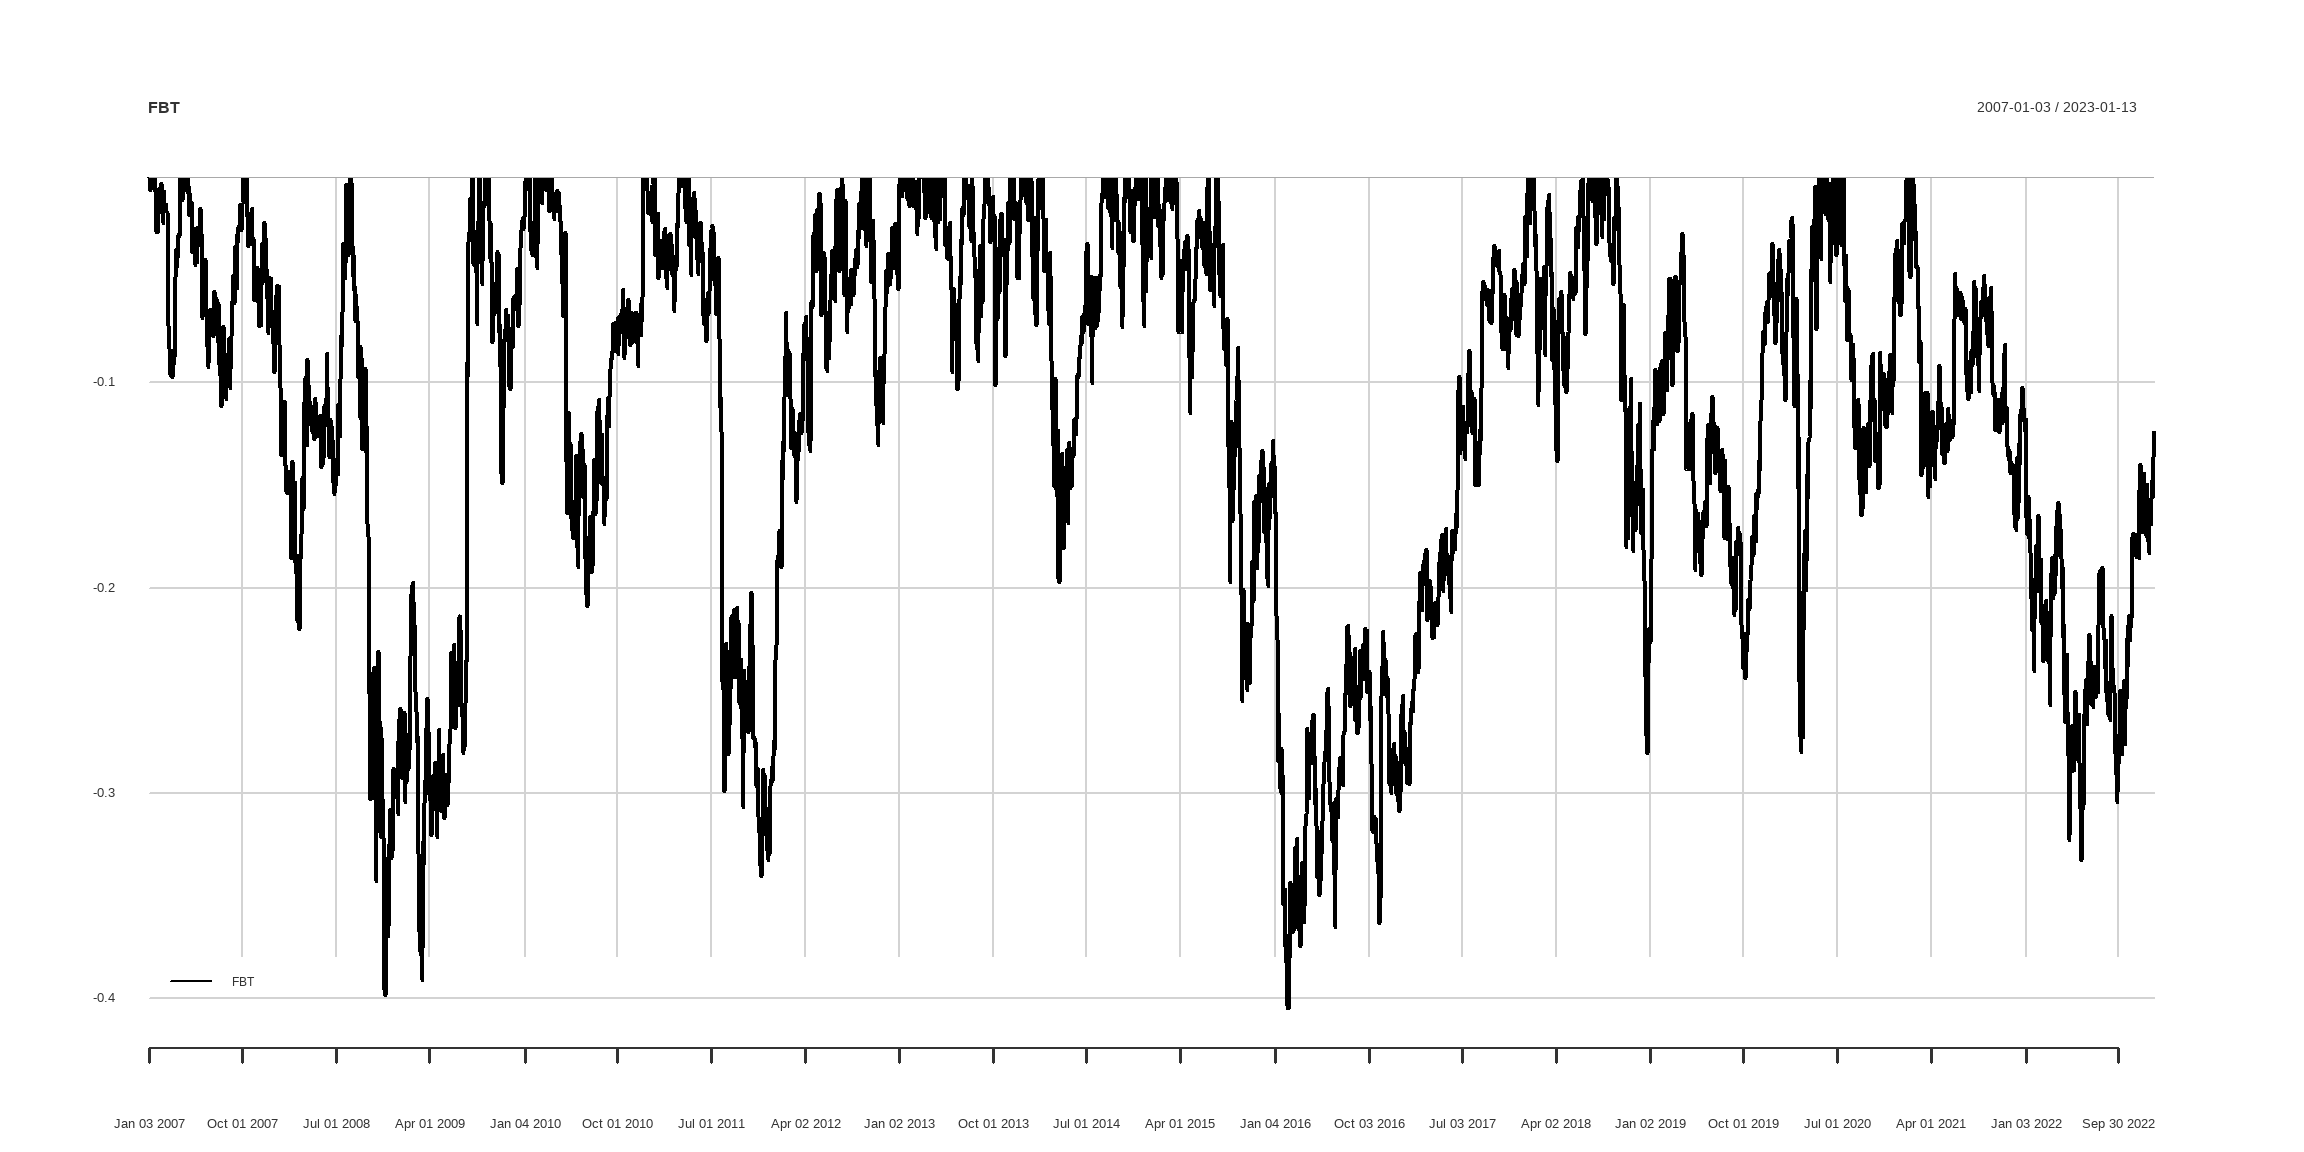 FBT
2007-01-03 / 2023-01-13
-0.1
-0.2
-0.3
-0.4
FBT
Jan 03 2007 Oct 01 2007 Jul 01 2008 Apr 01 2009 Jan 04 2010 Oct 01 2010 Jul 01 2011 Apr 02 2012 Jan 02 2013 Oct 01 2013 Jul 01 2014 Apr 01 2015 Jan 04 2016 Oct 03 2016 Jul 03 2017 Apr 02 2018 Jan 02 2019 Oct 01 2019 Jul 01 2020 Apr 01 2021 Jan 03 2022 Sep 30 2022